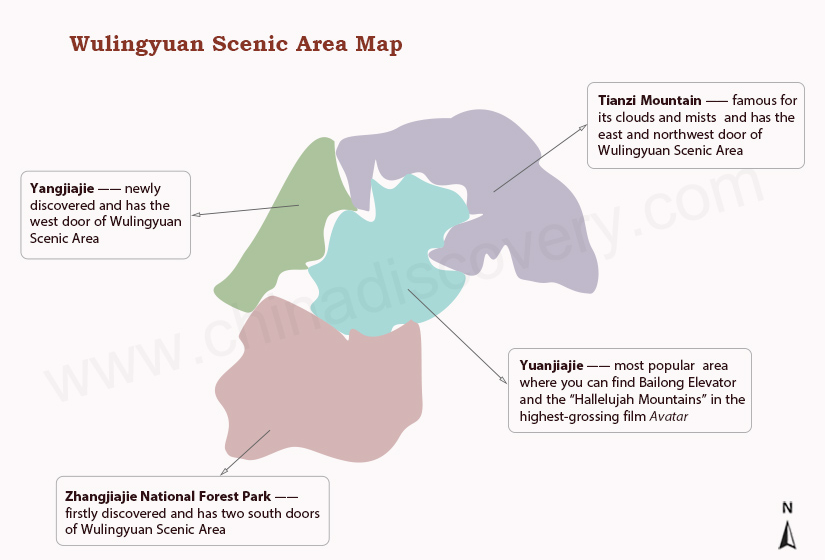 Wulingyuan Scenic Area Map
Tianzi Mountain —— famous for
its clouds and mists and has the
east and northwest door of
Wulingyuan Scenic Area
Yangjiajie —— newly
discovered and has the
west door of Wulingyuan
Scenic Area
www.chinadiscovery.com
Yuanjiajie —— most popular area
where you can find Bailong Elevator
and the “Hallelujah Mountains” in the
highest-grossing film Avatar
Zhangjiajie National Forest Park ——
firstly discovered and has two south doors
of Wulingyuan Scenic Area
N